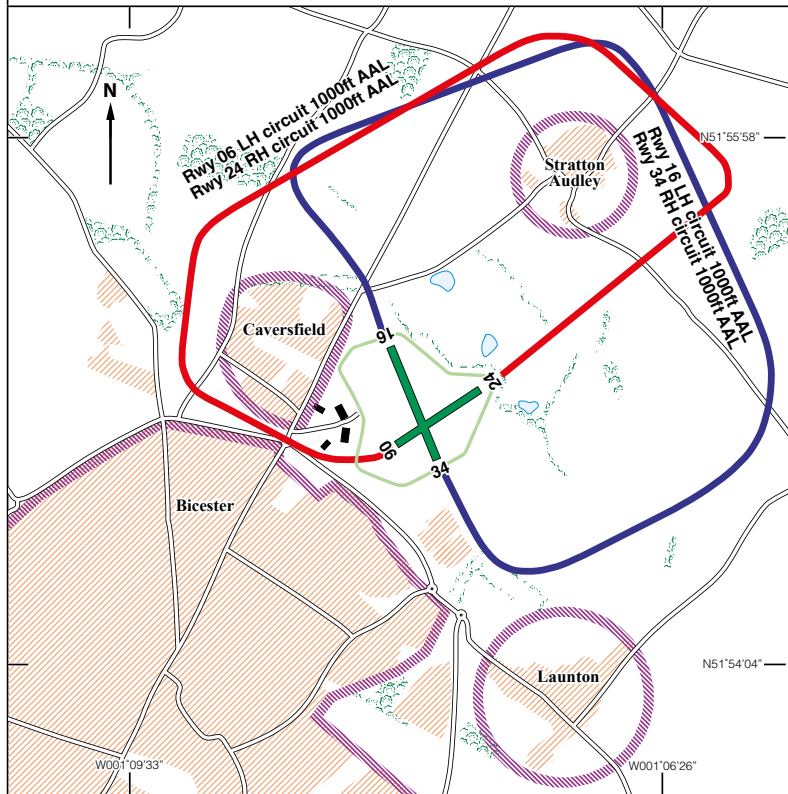 N
Rwy 06 LH circuit 1000ft AAL
Rwy 24 RH circuit 1000ft AAL
N51°55'58"
Rwy 16 LH circuit 1000ft AAL
Rwy 34 RH circuit 1000ft AAL
Stratton
Audley
Caversfield
16
24
06
34
Bicester
Launton
N51°54'04"
W001°09'33"
W001°06'26"